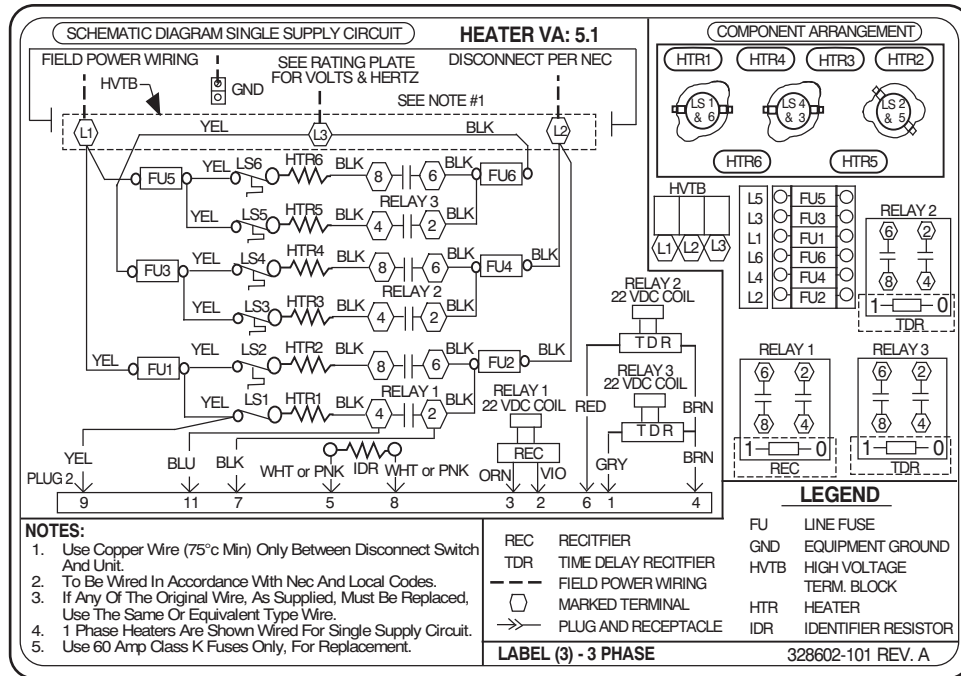 SCHEMATIC DIAGRAM SINGLE SUPPLY CIRCUIT
HEATER VA: 5.1
FIELD POWER WIRING
HVTB
GND
SEE RATING PLATE
FOR VOLTS & HERTZ
DISCONNECT PER NEC
SEE NOTE #1
L1 YEL L3 BLK L2
FU5 YEL LS6 HTR6 BLK 8 6 BLK FU6
RELAY 3
YEL LS5 HTR5 BLK 4 2
FU3 YEL LS4 HTR4 BLK 8 6 BLK FU4
RELAY 2
LS3 HTR3 BLK 4 2
YEL FU1 YEL LS2 HTR2 BLK 8 6 BLK FU2 BLK
RELAY 1
YEL LS1 HTR1 BLK 4 2
RELAY 2
22 VDC COIL
TDR
RELAY 3
22 VDC COIL
TDR
RELAY 1
22 VDC COIL
REC
RED
BRN
GRY
BRN
ORN
VIO
YEL
BLU
BLK
WHT or PNK
IDR
WHT or PNK
PLUG 2
9 11 7 5 8 3 2 6 1 4
COMPONENT ARRANGEMENT
HTR1 HTR4 HTR3 HTR2
LS 1
& 6
LS 4
& 3
LS 2
& 5
HTR6 HTR5
HVTB
L1 L2 L3
L5 FU5
L3 FU3
L1 FU1
L6 FU6
L4 FU4
L2 FU2
RELAY 2
6 2
8 4
1 0
TDR
RELAY 1
6 2
8 4
1 0
REC
RELAY 3
6 2
8 4
1 0
TDR
NOTES:
1. Use Copper Wire (75°c Min) Only Between Disconnect Switch
And Unit.
2. To Be Wired In Accordance With Nec And Local Codes.
3. If Any Of The Original Wire, As Supplied, Must Be Replaced,
Use The Same Or Equivalent Type Wire.
4. 1 Phase Heaters Are Shown Wired For Single Supply Circuit.
5. Use 60 Amp Class K Fuses Only, For Replacement.
LEGEND
REC RECTIFIER
TDR TIME DELAY RECTIFIER
FIELD POWER WIRING
MARKED TERMINAL
PLUG AND RECEPTACLE
FU LINE FUSE
GND EQUIPMENT GROUND
HVTB HIGH VOLTAGE
TERM. BLOCK
HTR HEATER
IDR IDENTIFIER RESISTOR
LABEL (3) - 3 PHASE
328602-101 REV. A